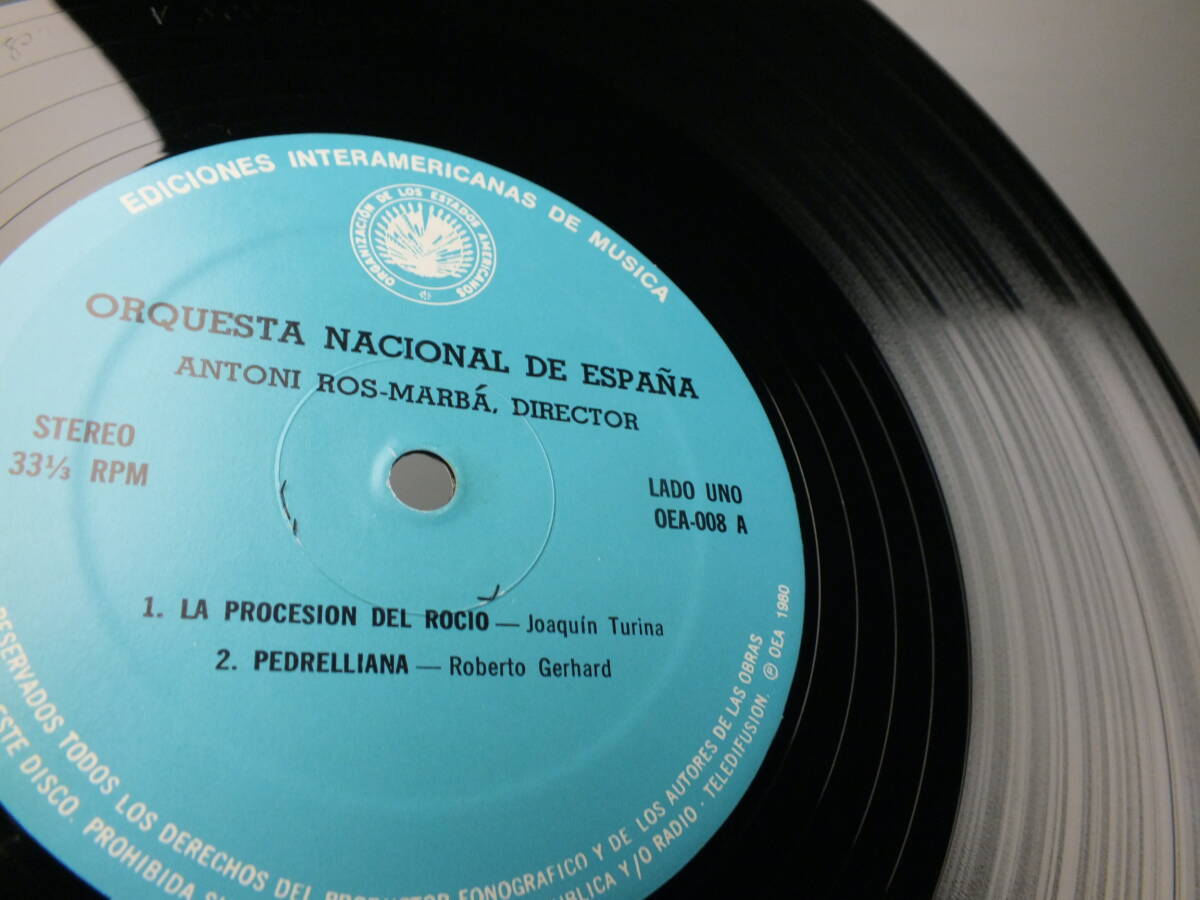 EDICIONES INTERAMERICANAS DE MUSICA
ORGANIZACIÓN DE LOS ESTADOS AMERICANOS
ORQUESTA NACIONAL DE ESPAÑA
ANTONI ROS-MARBÁ, DIRECTOR
STEREO
33⅓ RPM
LADO UNO
OEA-008 A
1. LA PROCESION DEL ROCIO — Joaquín Turina
2. PEDRELLIANA — Roberto Gerhard
RESERVADOS TODOS LOS DERECHOS DEL PRODUCTOR FONOGRAFICO Y DE LOS AUTORES DE LAS OBRAS
ESTE DISCO. PROHIBIDA Y/O RADIO - TELEDIFUSION. ℗ OEA 1980